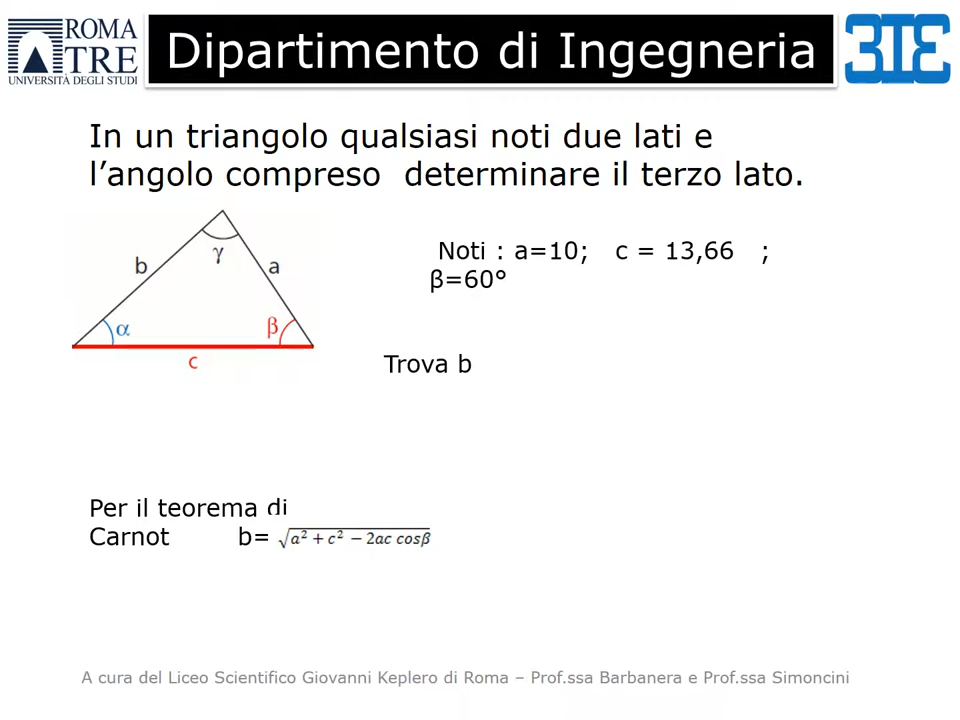 ROMA
TRE
UNIVERSITÀ DEGLI STUDI
Dipartimento di Ingegneria
In un triangolo qualsiasi noti due lati e
l’angolo compreso determinare il terzo lato.
γ
b
a
α
β
c
Noti : a=10; c = 13,66 ;
β=60°
Trova b
Per il teorema di
Carnot b= √a² + c² − 2ac cosβ
A cura del Liceo Scientifico Giovanni Keplero di Roma – Prof.ssa Barbanera e Prof.ssa Simoncini